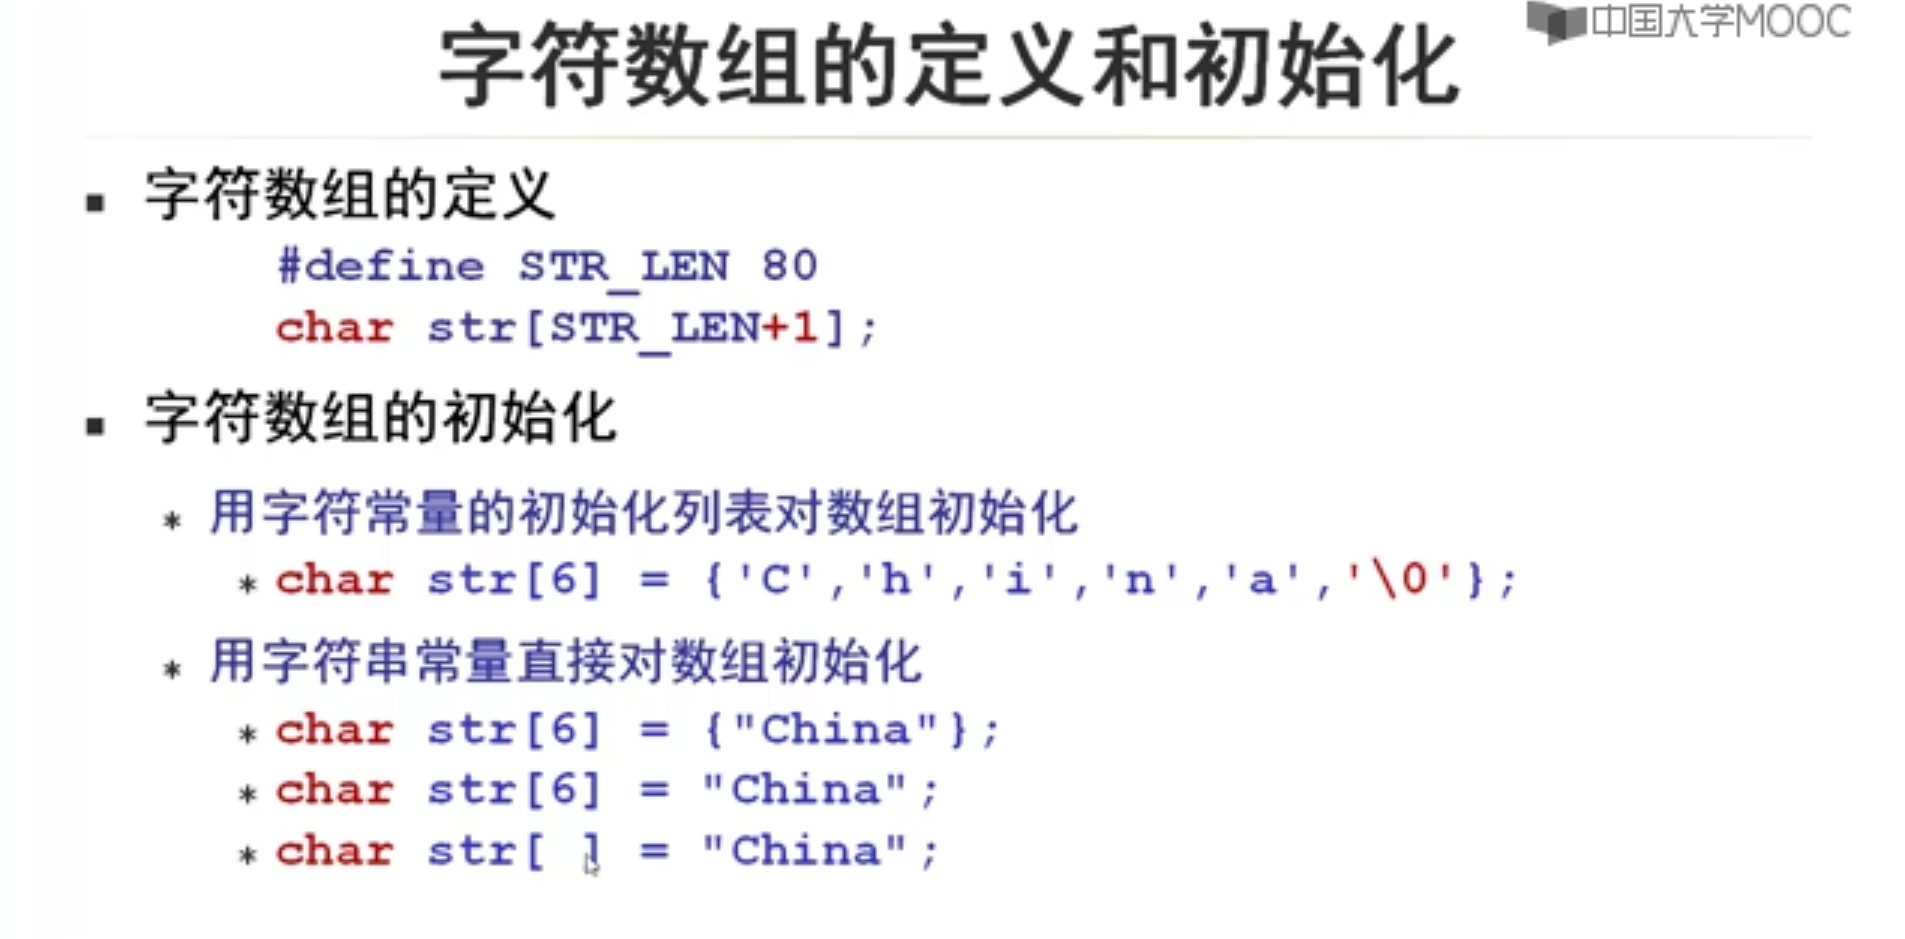 中国大学MOOC
字符数组的定义和初始化
▪ 字符数组的定义
#define STR_LEN 80
char str[STR_LEN+1];
▪ 字符数组的初始化
* 用字符常量的初始化列表对数组初始化
* char str[6] = {'C','h','i','n','a','\0'};
* 用字符串常量直接对数组初始化
* char str[6] = {"China"};
* char str[6] = "China";
* char str[ ] = "China";